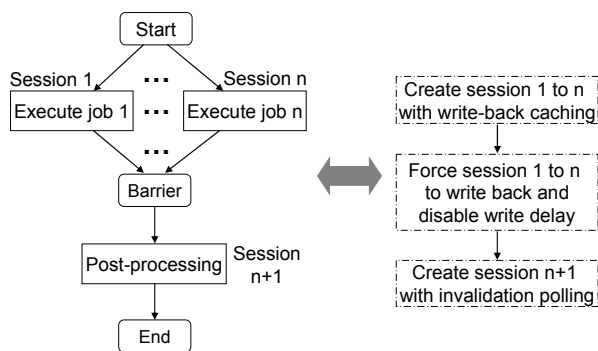 Start
Session 1
...
Session n
Execute job 1
...
Execute job n
...
Barrier
Post-processing
Session
n+1
End
Create session 1 to n
with write-back caching
Force session 1 to n
to write back and
disable write delay
Create session n+1
with invalidation polling